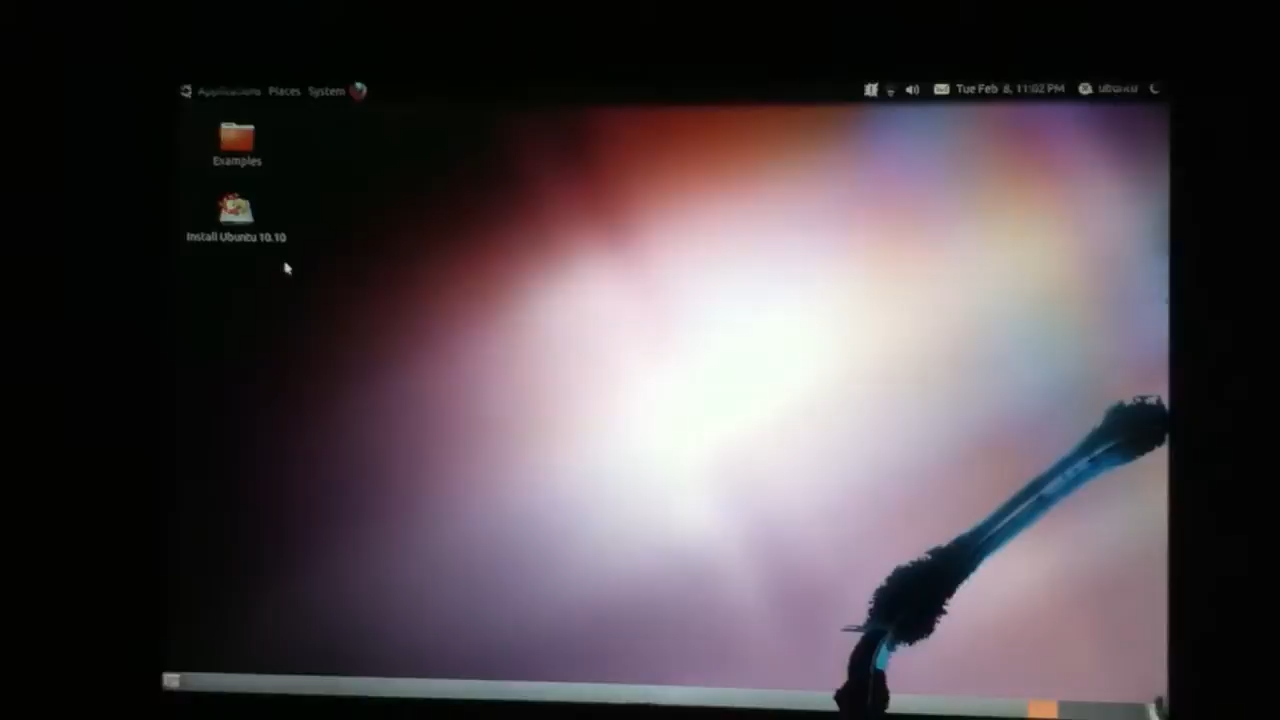 Applications Places System Tue Feb 8, 11:02 PM ubuntu
Examples
Install Ubuntu 10.10